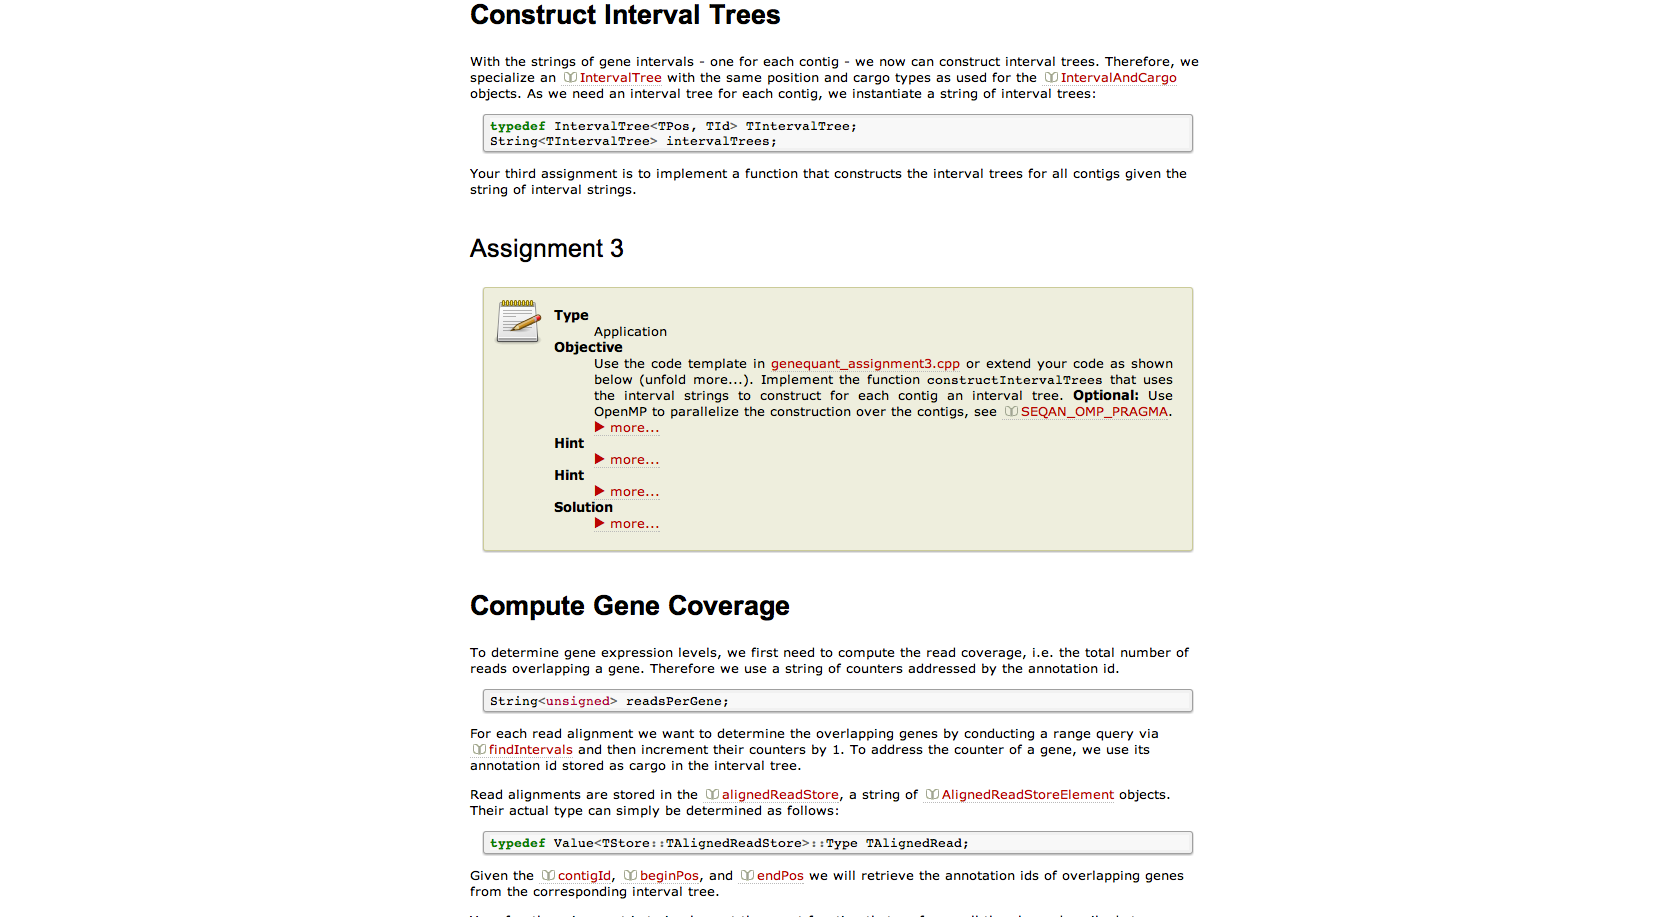 Construct Interval Trees
With the strings of gene intervals - one for each contig - we now can construct interval trees. Therefore, we
specialize an IntervalTree with the same position and cargo types as used for the IntervalAndCargo
objects. As we need an interval tree for each contig, we instantiate a string of interval trees:
typedef IntervalTree<TPos, TId> TIntervalTree;
String<TIntervalTree> intervalTrees;
Your third assignment is to implement a function that constructs the interval trees for all contigs given the
string of interval strings.
Assignment 3
Type
Application
Objective
Use the code template in genequant_assignment3.cpp or extend your code as shown
below (unfold more...). Implement the function constructIntervalTrees that uses
the interval strings to construct for each contig an interval tree. Optional: Use
OpenMP to parallelize the construction over the contigs, see SEQAN_OMP_PRAGMA.
more...
Hint
more...
Hint
more...
Solution
more...
Compute Gene Coverage
To determine gene expression levels, we first need to compute the read coverage, i.e. the total number of
reads overlapping a gene. Therefore we use a string of counters addressed by the annotation id.
String<unsigned> readsPerGene;
For each read alignment we want to determine the overlapping genes by conducting a range query via
findIntervals and then increment their counters by 1. To address the counter of a gene, we use its
annotation id stored as cargo in the interval tree.
Read alignments are stored in the alignedReadStore, a string of AlignedReadStoreElement objects.
Their actual type can simply be determined as follows:
typedef Value<TStore::TAlignedReadStore>::Type TAlignedRead;
Given the contigId, beginPos, and endPos we will retrieve the annotation ids of overlapping genes
from the corresponding interval tree.